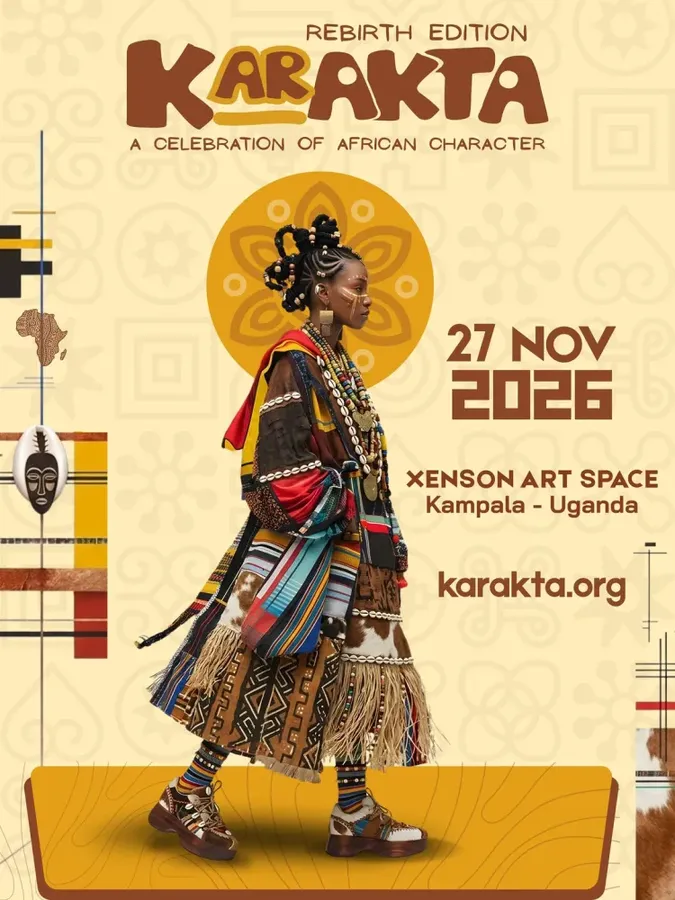 REBIRTH EDITION
KARAKTA
A CELEBRATION OF AFRICAN CHARACTER
27 NOV
2026
XENSON ART SPACE
Kampala - Uganda
karakta.org